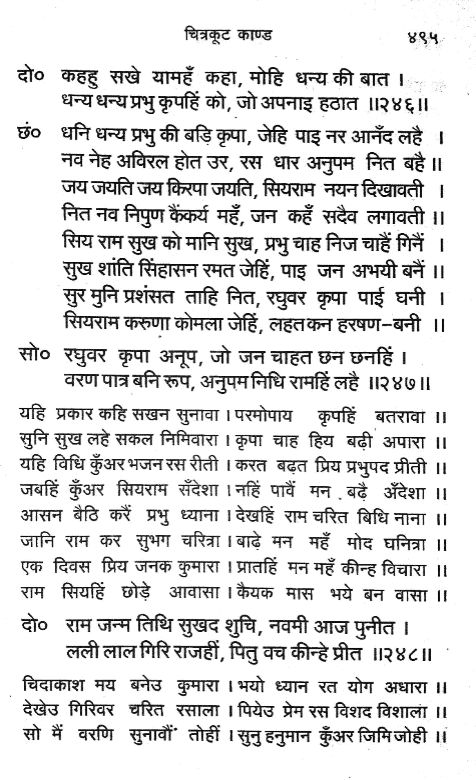 चित्रकूट काण्ड ४९५
दो० कहहु सखे यामहँ कहा, मोहि धन्य की बात ।
धन्य धन्य प्रभु कृपहिं को, जो अपनाइ हठात ॥२४६॥
छं० धनि धन्य प्रभु की बड़ि कृपा, जेहि पाइ नर आनँद लहै ।
नव नेह अविरल होत उर, रस धार अनुपम नित बहै ॥
जय जयति जय किरपा जयति, सियराम नयन दिखावती ।
नित नव निपुण कैंकर्य महँ, जन कहँ सदैव लगावती ॥
सिय राम सुख को मानि सुख, प्रभु चाह निज चाहैं गिनैं ।
सुख शांति सिंहासन रमत जेहिं, पाइ जन अभयी बनैं ॥
सुर मुनि प्रशंसत ताहि नित, रघुवर कृपा पाई घनी ।
सियराम करुणा कोमला जेहिं, लहतकन हरषण-बनी ॥
सो० रघुवर कृपा अनूप, जो जन चाहत छन छनहिं ।
वरण पात्र बनि रूप, अनुपम निधि रामहिं लहै ॥२४७॥
यहि प्रकार कहि सखन सुनावा । परमोपाय कृपहिं बतरावा ॥
सुनि सुख लहे सकल निमिवारा । कृपा चाह हिय बढ़ी अपारा ॥
यहि विधि कुँअर भजन रस रीती । करत बढ़त प्रिय प्रभुपद प्रीती ॥
जबहिं कुँअर सियराम सँदेशा । नहिं पावैं मन बढ़ै अँदेशा ॥
आसन बैठि करैं प्रभु ध्याना । देखहिं राम चरित बिधि नाना ॥
जानि राम कर सुभग चरित्रा । बाढ़े मन महँ मोद घनित्रा ॥
एक दिवस प्रिय जनक कुमारा । प्रातहिं मन महँ कीन्ह विचारा ॥
राम सियहिं छोड़े आवासा । कैयक मास भये बन वासा ॥
दो० राम जन्म तिथि सुखद शुचि, नवमी आज पुनीत ।
लली लाल गिरि राजहीं, पितु वच कीन्हे प्रीत ॥२४८॥
चिदाकाश मय बनेउ कुमारा । भयो ध्यान रत योग अधारा ॥
देखेउ गिरिवर चरित रसाला । पियेउ प्रेम रस विशद विशाला ॥
सो मैं वरणि सुनावौं तोहीं । सुनु हनुमान कुँअर जिमि जोही ॥